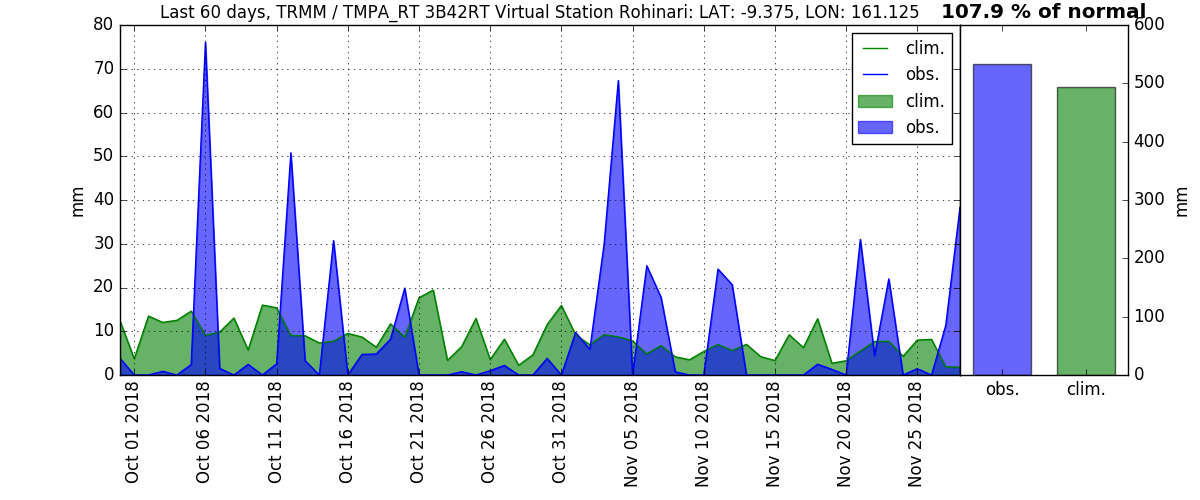 Last 60 days, TRMM / TMPA_RT 3B42RT Virtual Station Rohinari: LAT: -9.375, LON: 161.125
107.9 % of normal
80
70
60
50
40
30
20
10
0
mm
clim.
obs.
clim.
obs.
600
500
400
300
200
100
0
mm
obs.
clim.
Oct 01 2018
Oct 06 2018
Oct 11 2018
Oct 16 2018
Oct 21 2018
Oct 26 2018
Oct 31 2018
Nov 05 2018
Nov 10 2018
Nov 15 2018
Nov 20 2018
Nov 25 2018